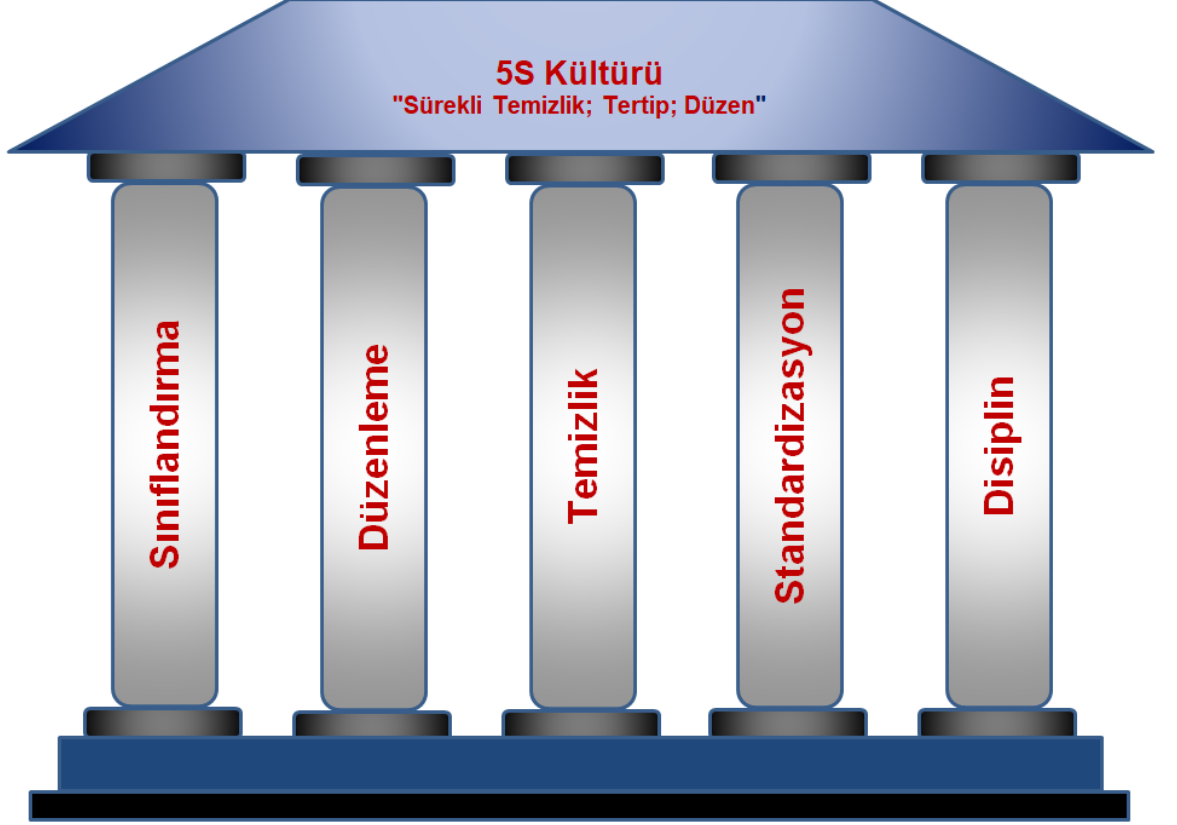 5S Kültürü
"Sürekli Temizlik; Tertip; Düzen"
Sınıflandırma
Düzenleme
Temizlik
Standardizasyon
Disiplin